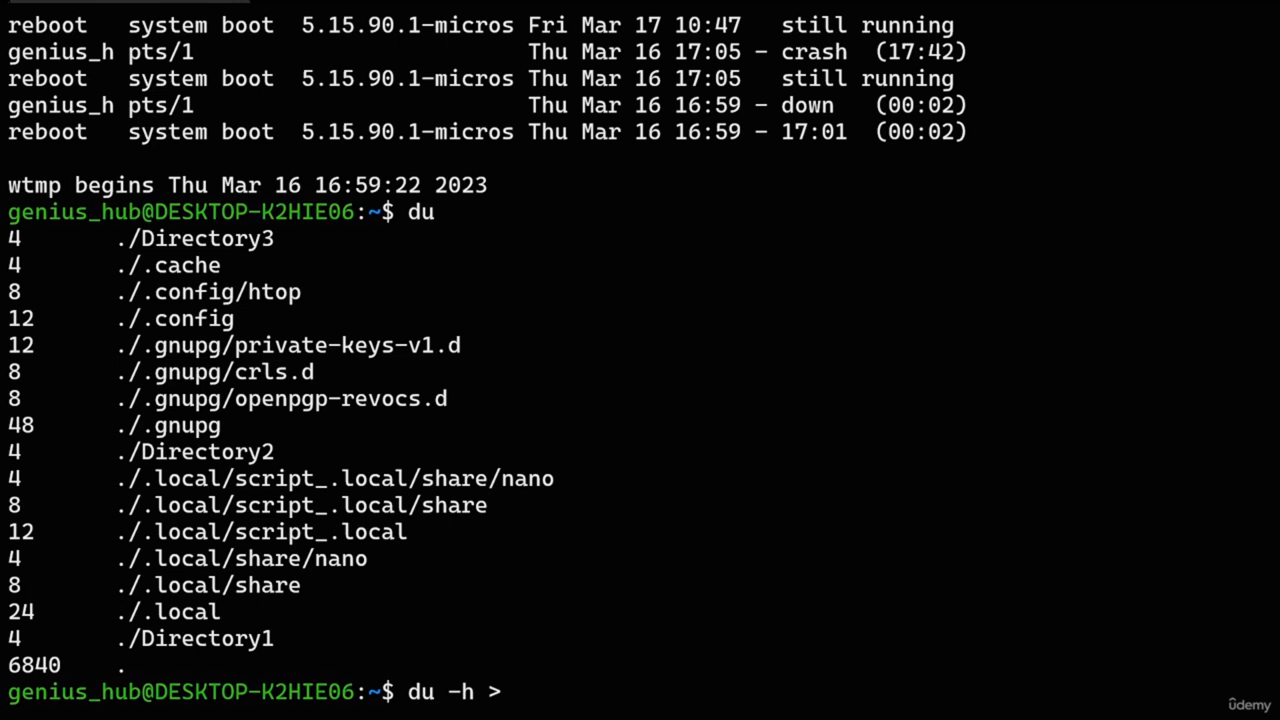 reboot   system boot  5.15.90.1-micros Fri Mar 17 10:47   still running
genius_h pts/1                         Thu Mar 16 17:05 - crash  (17:42)
reboot   system boot  5.15.90.1-micros Thu Mar 16 17:05   still running
genius_h pts/1                         Thu Mar 16 16:59 - down   (00:02)
reboot   system boot  5.15.90.1-micros Thu Mar 16 16:59 - 17:01  (00:02)
wtmp begins Thu Mar 16 16:59:22 2023
genius_hub@DESKTOP-K2HIE06:~$ du
4       ./Directory3
4       ./.cache
8       ./.config/htop
12      ./.config
12      ./.gnupg/private-keys-v1.d
8       ./.gnupg/crls.d
8       ./.gnupg/openpgp-revocs.d
48      ./.gnupg
4       ./Directory2
4       ./.local/script_.local/share/nano
8       ./.local/script_.local/share
12      ./.local/script_.local
4       ./.local/share/nano
8       ./.local/share
24      ./.local
4       ./Directory1
6840    .
genius_hub@DESKTOP-K2HIE06:~$ du -h >
ûdemy